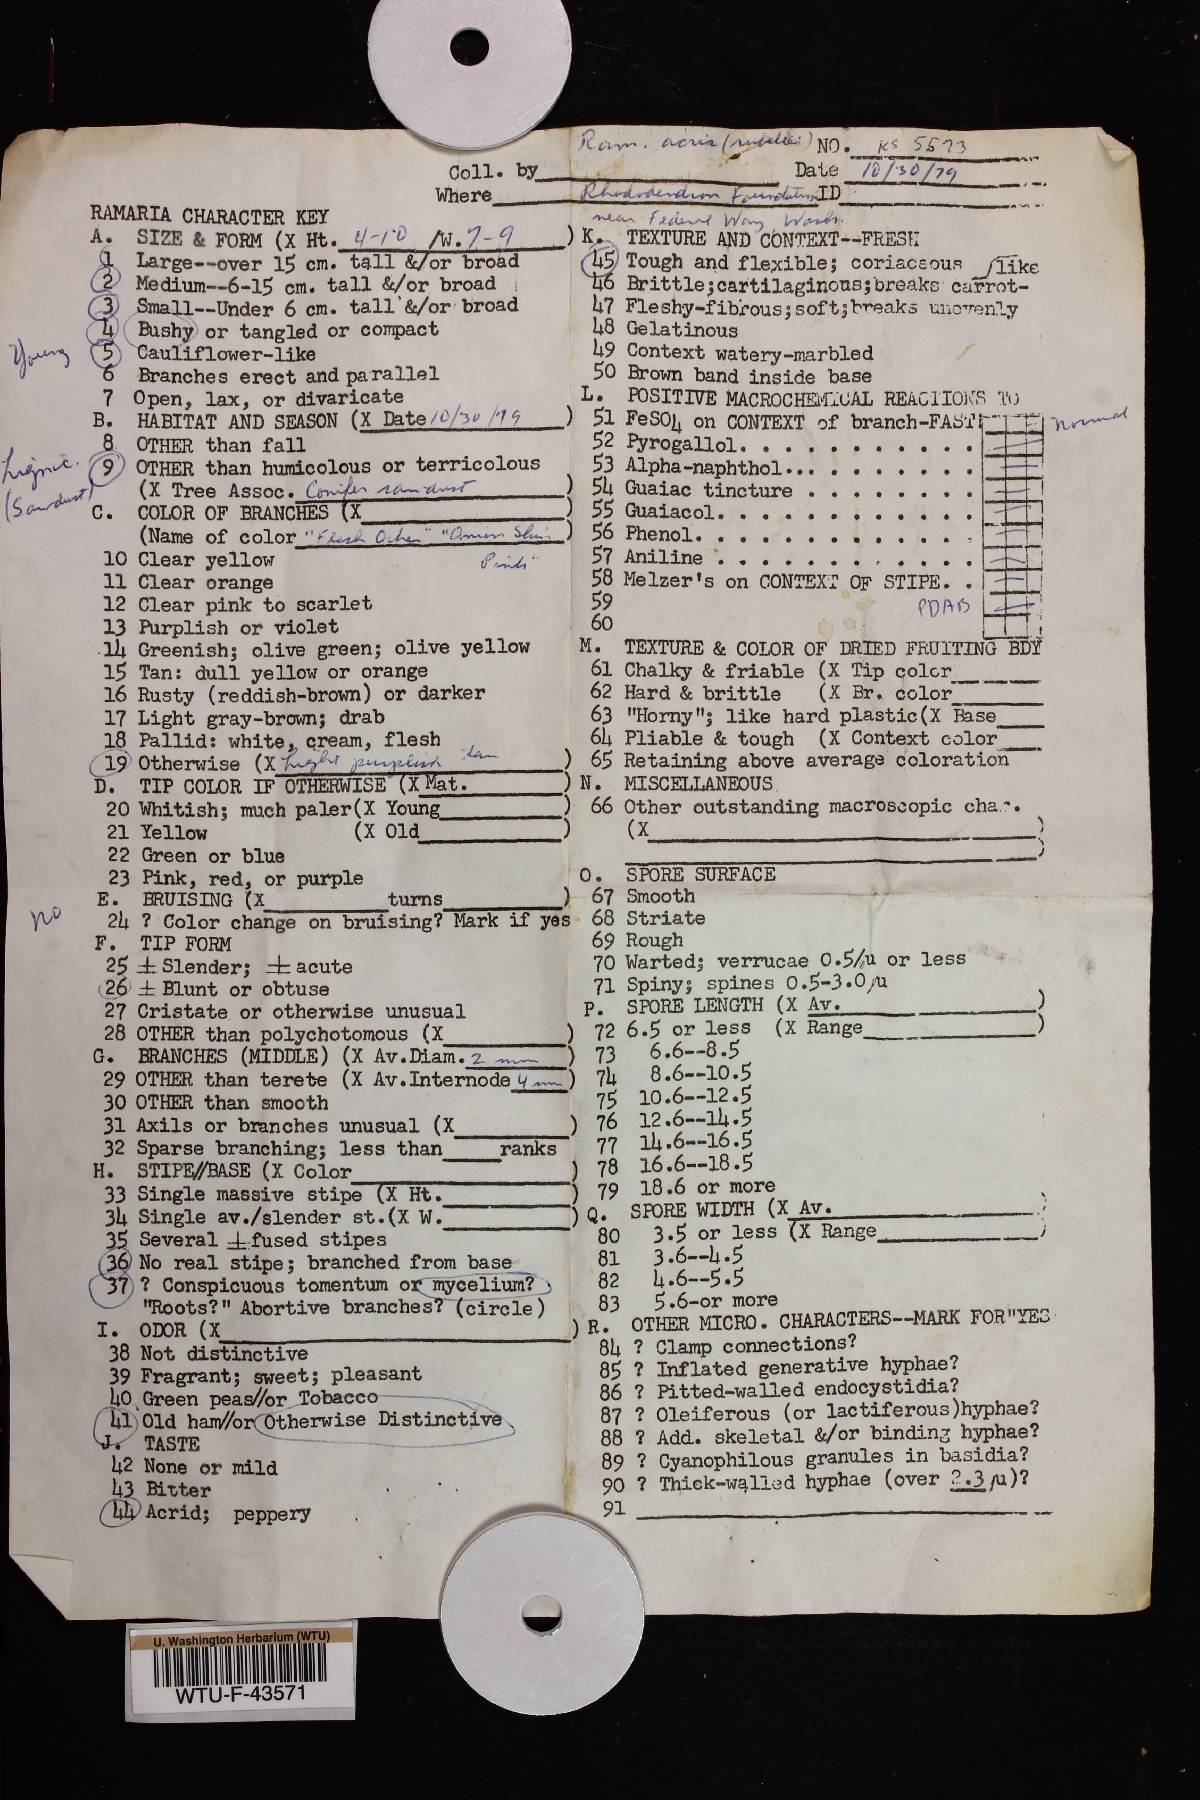 Ram. acris NO. KS 5573
Coll. by Date 10/30/79
Where Rhododendron Foundation ID
near Federal Way, Wash.
RAMARIA CHARACTER KEY
A. SIZE & FORM (X Ht. 4-10 /W. 7-9 )
1 Large--over 15 cm. tall &/or broad
2 Medium--6-15 cm. tall &/or broad
3 Small--Under 6 cm. tall &/or broad
4 Bushy or tangled or compact
Young 5 Cauliflower-like
6 Branches erect and parallel
7 Open, lax, or divaricate
B. HABITAT AND SEASON (X Date 10/30/79 )
8 OTHER than fall
Lignic. 9 OTHER than humicolous or terricolous
(Sawdust) (X Tree Assoc. Conifer sawdust )
C. COLOR OF BRANCHES (X )
(Name of color "Flesh Ocher" "Onion Skin )
Pink"
10 Clear yellow
11 Clear orange
12 Clear pink to scarlet
13 Purplish or violet
14 Greenish; olive green; olive yellow
15 Tan: dull yellow or orange
16 Rusty (reddish-brown) or darker
17 Light gray-brown; drab
18 Pallid: white, cream, flesh
19 Otherwise (X Light purplish tan )
D. TIP COLOR IF OTHERWISE (X Mat. )
20 Whitish; much paler(X Young )
21 Yellow (X Old )
22 Green or blue
23 Pink, red, or purple
E. BRUISING (X turns )
no 24 ? Color change on bruising? Mark if yes
F. TIP FORM
25 ± Slender; ± acute
26 ± Blunt or obtuse
27 Cristate or otherwise unusual
28 OTHER than polychotomous (X )
G. BRANCHES (MIDDLE) (X Av.Diam. 2 mm )
29 OTHER than terete (X Av.Internode 4 mm )
30 OTHER than smooth
31 Axils or branches unusual (X )
32 Sparse branching; less than ranks
H. STIPE//BASE (X Color )
33 Single massive stipe (X Ht. )
34 Single av./slender st.(X W. )
35 Several ± fused stipes
36 No real stipe; branched from base
37 ? Conspicuous tomentum or mycelium?
"Roots?" Abortive branches? (circle)
I. ODOR (X )
38 Not distinctive
39 Fragrant; sweet; pleasant
40 Green peas//or Tobacco
41 Old ham//or Otherwise Distinctive
J. TASTE
42 None or mild
43 Bitter
44 Acrid; peppery
K. TEXTURE AND CONTEXT--FRESH
45 Tough and flexible; coriaceous
46 Brittle;cartilaginous;breaks carrot-/like
47 Fleshy-fibrous;soft;breaks unevenly
48 Gelatinous
49 Context watery-marbled
50 Brown band inside base
L. POSITIVE MACROCHEMICAL REACTIONS TO
51 FeSO4 on CONTEXT of branch-FAST! normal
52 Pyrogallol. . . . . . . . . . .
53 Alpha-naphthol... . . . . . . . .
54 Guaiac tincture . . . . . . . .
55 Guaiacol. . . . . . . . . . . .
56 Phenol. . . . . . . . . . . . .
57 Aniline . . . . . . . . . . . .
58 Melzer's on CONTEXT OF STIPE. .
59 PDAB
60
M. TEXTURE & COLOR OF DRIED FRUITING BDY
61 Chalky & friable (X Tip color
62 Hard & brittle (X Br. color
63 "Horny"; like hard plastic(X Base
64 Pliable & tough (X Context color
65 Retaining above average coloration
N. MISCELLANEOUS
66 Other outstanding macroscopic char.
(X )
)
O. SPORE SURFACE
67 Smooth
68 Striate
69 Rough
70 Warted; verrucae 0.5/u or less
71 Spiny; spines 0.5-3.0/u
P. SPORE LENGTH (X Av. )
72 6.5 or less (X Range )
73 6.6--8.5
74 8.6--10.5
75 10.6--12.5
76 12.6--14.5
77 14.6--16.5
78 16.6--18.5
79 18.6 or more
Q. SPORE WIDTH (X Av. )
80 3.5 or less (X Range )
81 3.6--4.5
82 4.6--5.5
83 5.6-or more
R. OTHER MICRO. CHARACTERS--MARK FOR"YES
84 ? Clamp connections?
85 ? Inflated generative hyphae?
86 ? Pitted-walled endocystidia?
87 ? Oleiferous (or lactiferous)hyphae?
88 ? Add. skeletal &/or binding hyphae?
89 ? Cyanophilous granules in basidia?
90 ? Thick-walled hyphae (over 2.3/u)?
91
U. Washington Herbarium (WTU)
WTU-F-43571